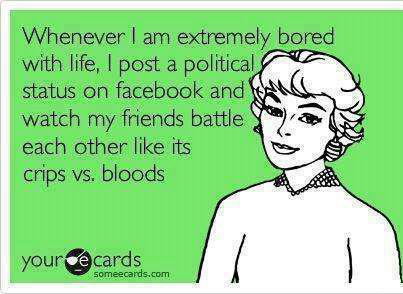 Whenever I am extremely bored
with life, I post a political
status on facebook and
watch my friends battle
each other like its
crips vs. bloods
your e cards
someecards.com